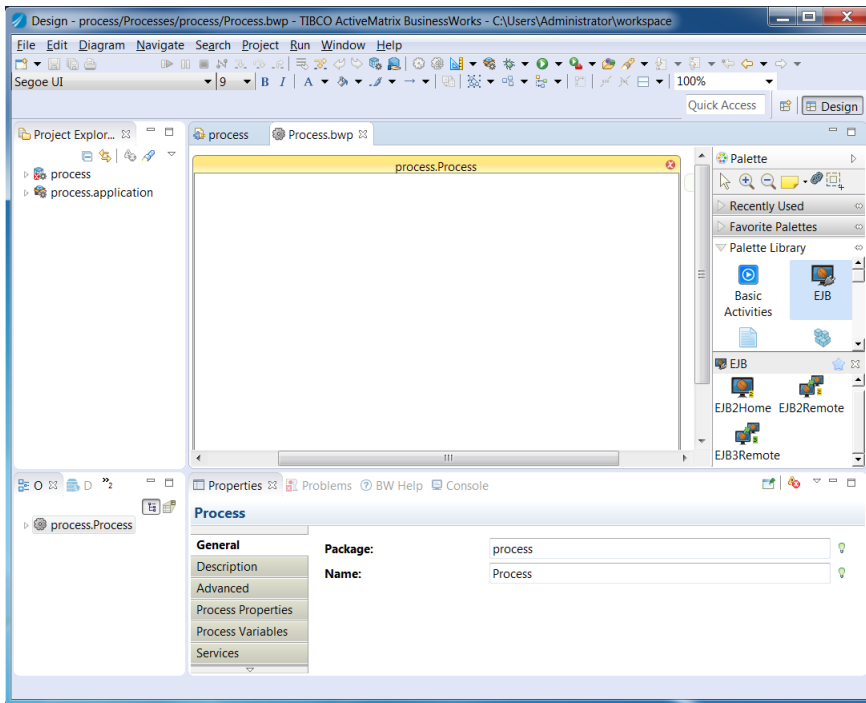 Design - process/Processes/process/Process.bwp - TIBCO ActiveMatrix BusinessWorks - C:\Users\Administrator\workspace
File Edit Diagram Navigate Search Project Run Window Help
Segoe UI 9 B I A 100%
Quick Access Design
Project Explor...
process
process.application
process Process.bwp
process.Process
Palette
Recently Used
Favorite Palettes
Palette Library
Basic Activities
EJB
EJB
EJB2Home EJB2Remote
EJB3Remote
O D »2
process.Process
Properties Problems BW Help Console
Process
General
Description
Advanced
Process Properties
Process Variables
Services
Package: process
Name: Process